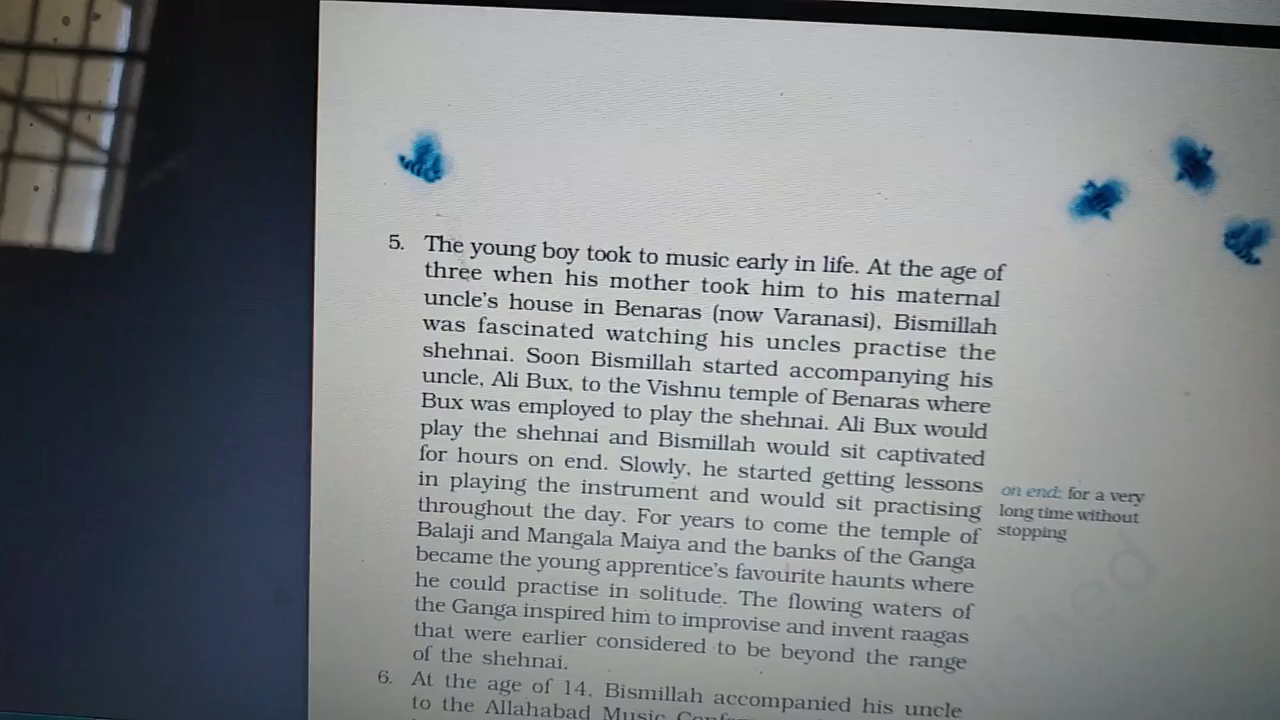 5. The young boy took to music early in life. At the age of
three when his mother took him to his maternal
uncle's house in Benaras (now Varanasi), Bismillah
was fascinated watching his uncles practise the
shehnai. Soon Bismillah started accompanying his
uncle, Ali Bux, to the Vishnu temple of Benaras where
Bux was employed to play the shehnai. Ali Bux would
play the shehnai and Bismillah would sit captivated
for hours on end. Slowly, he started getting lessons
in playing the instrument and would sit practising
throughout the day. For years to come the temple of
Balaji and Mangala Maiya and the banks of the Ganga
became the young apprentice's favourite haunts where
he could practise in solitude. The flowing waters of
the Ganga inspired him to improvise and invent raagas
that were earlier considered to be beyond the range
of the shehnai.
on end: for a very
long time without
stopping
6. At the age of 14, Bismillah accompanied his uncle
to the Allahabad Music